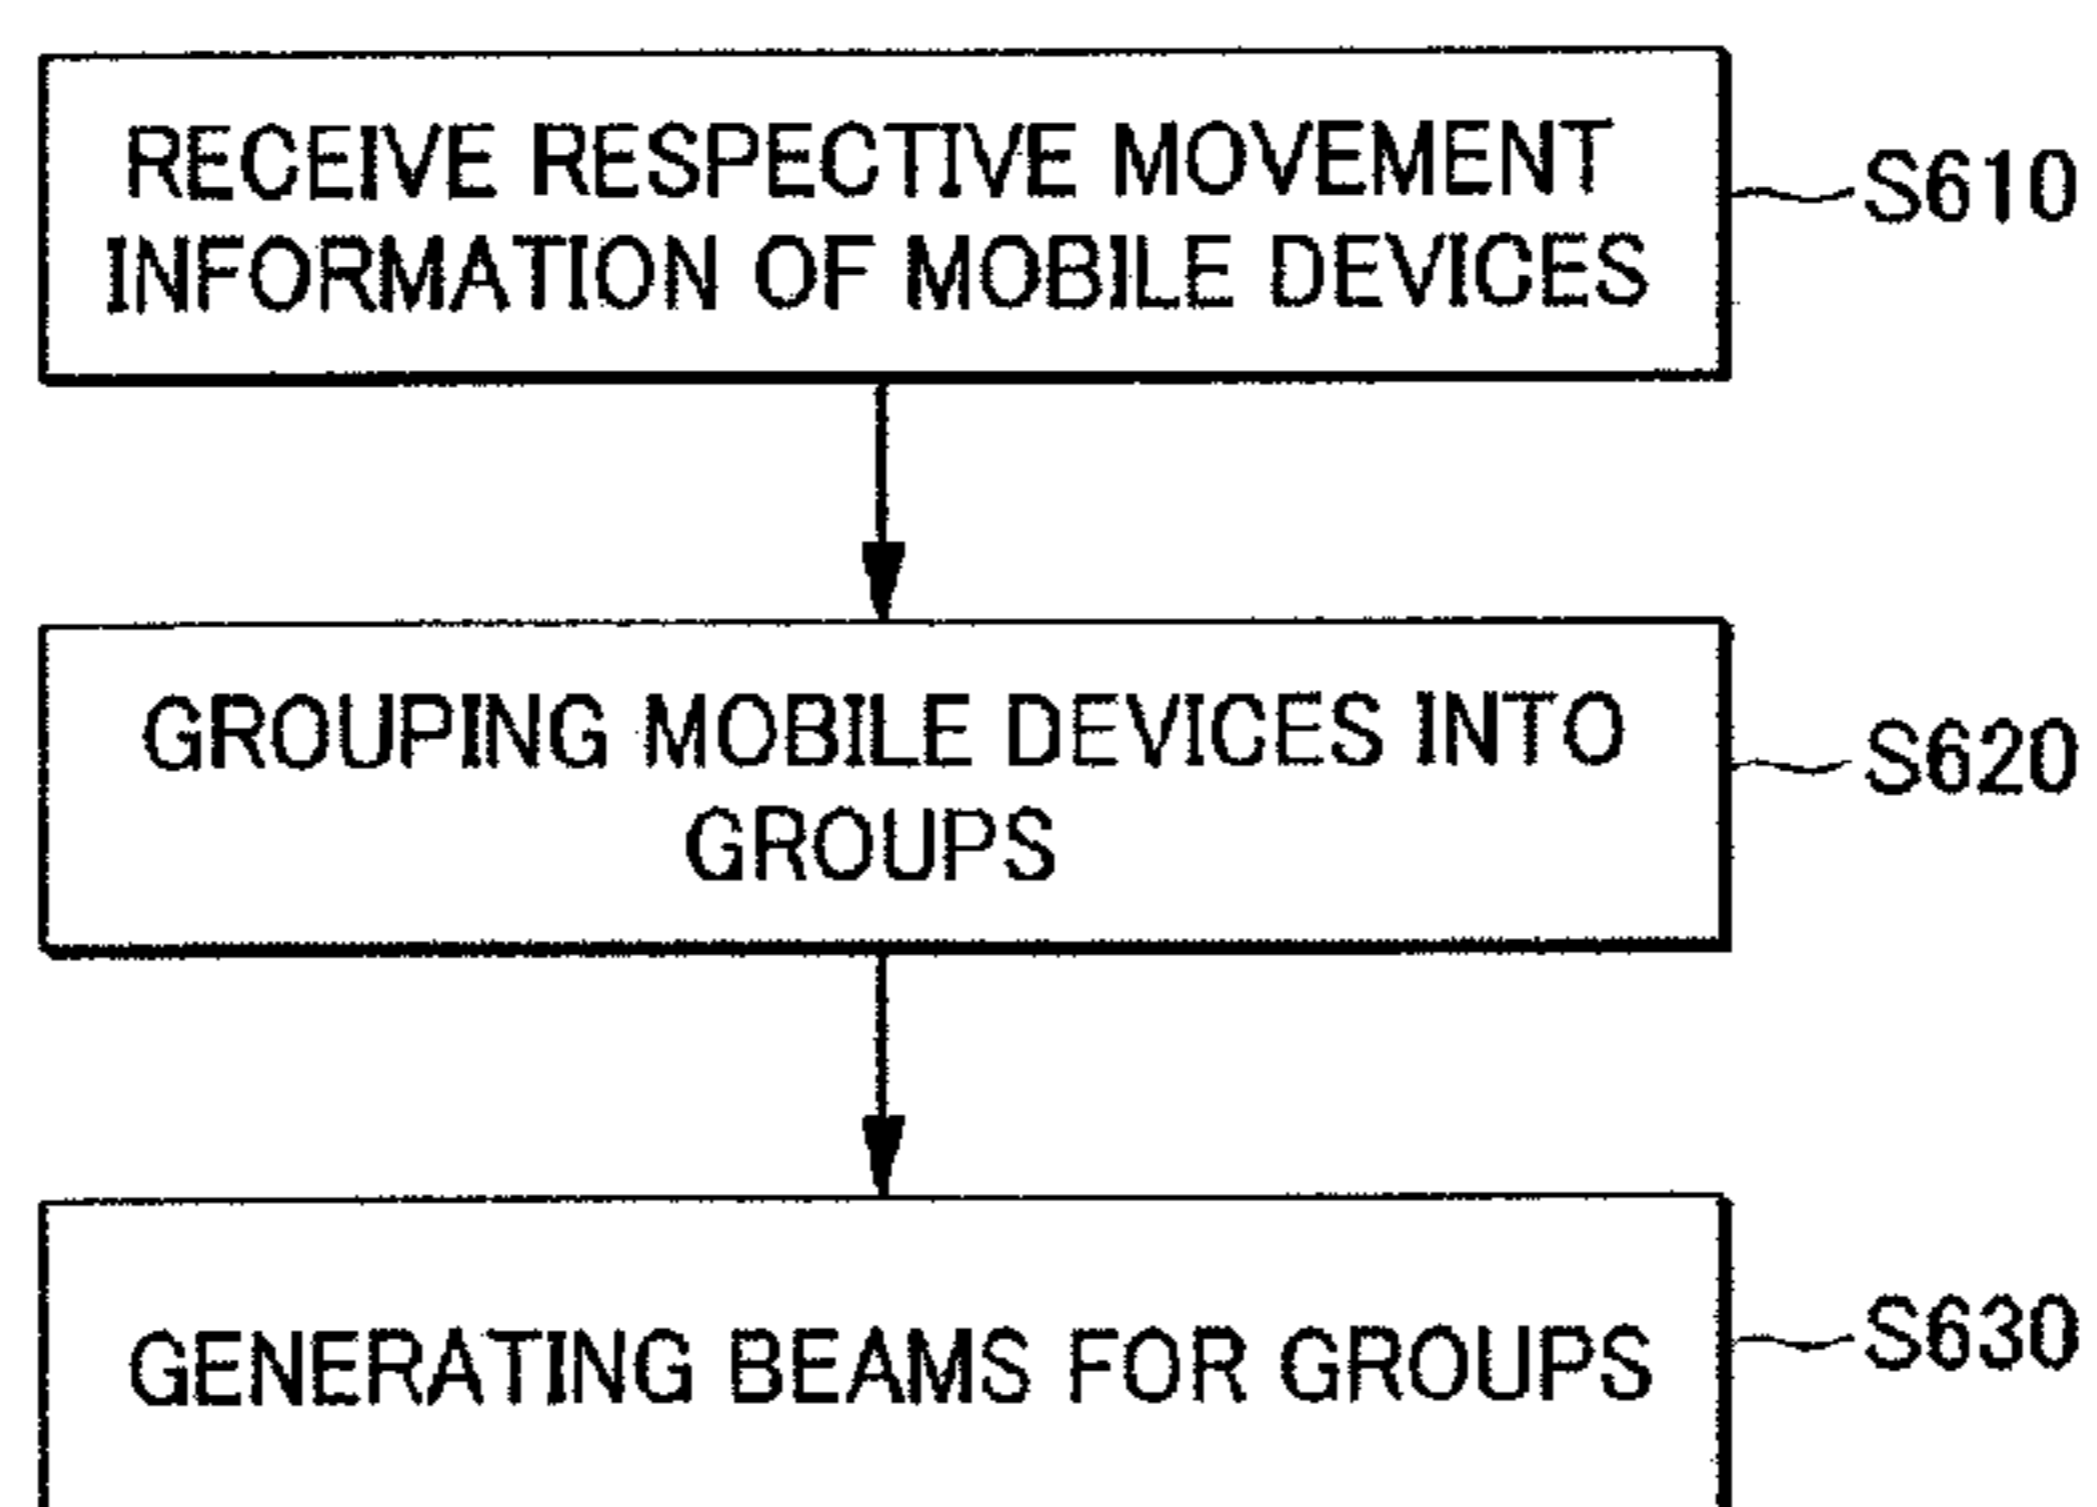 RECEIVE RESPECTIVE MOVEMENT
INFORMATION OF MOBILE DEVICES
S610
GROUPING MOBILE DEVICES INTO
GROUPS
S620
GENERATING BEAMS FOR GROUPS
S630